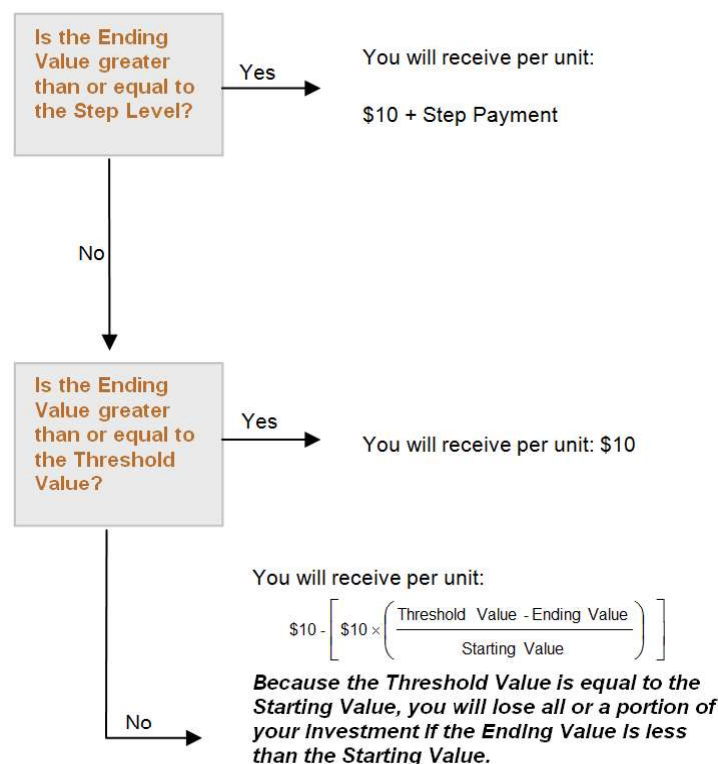 Is the Ending
Value greater
than or equal to
the Step Level?
Yes
You will receive per unit:
$10 + Step Payment
No
Is the Ending
Value greater
than or equal to
the Threshold
Value?
Yes
You will receive per unit: $10
You will receive per unit:
$10 - [ $10 × ( Threshold Value - Ending Value / Starting Value ) ]
Because the Threshold Value is equal to the
Starting Value, you will lose all or a portion of
your investment if the Ending Value is less
than the Starting Value.
No